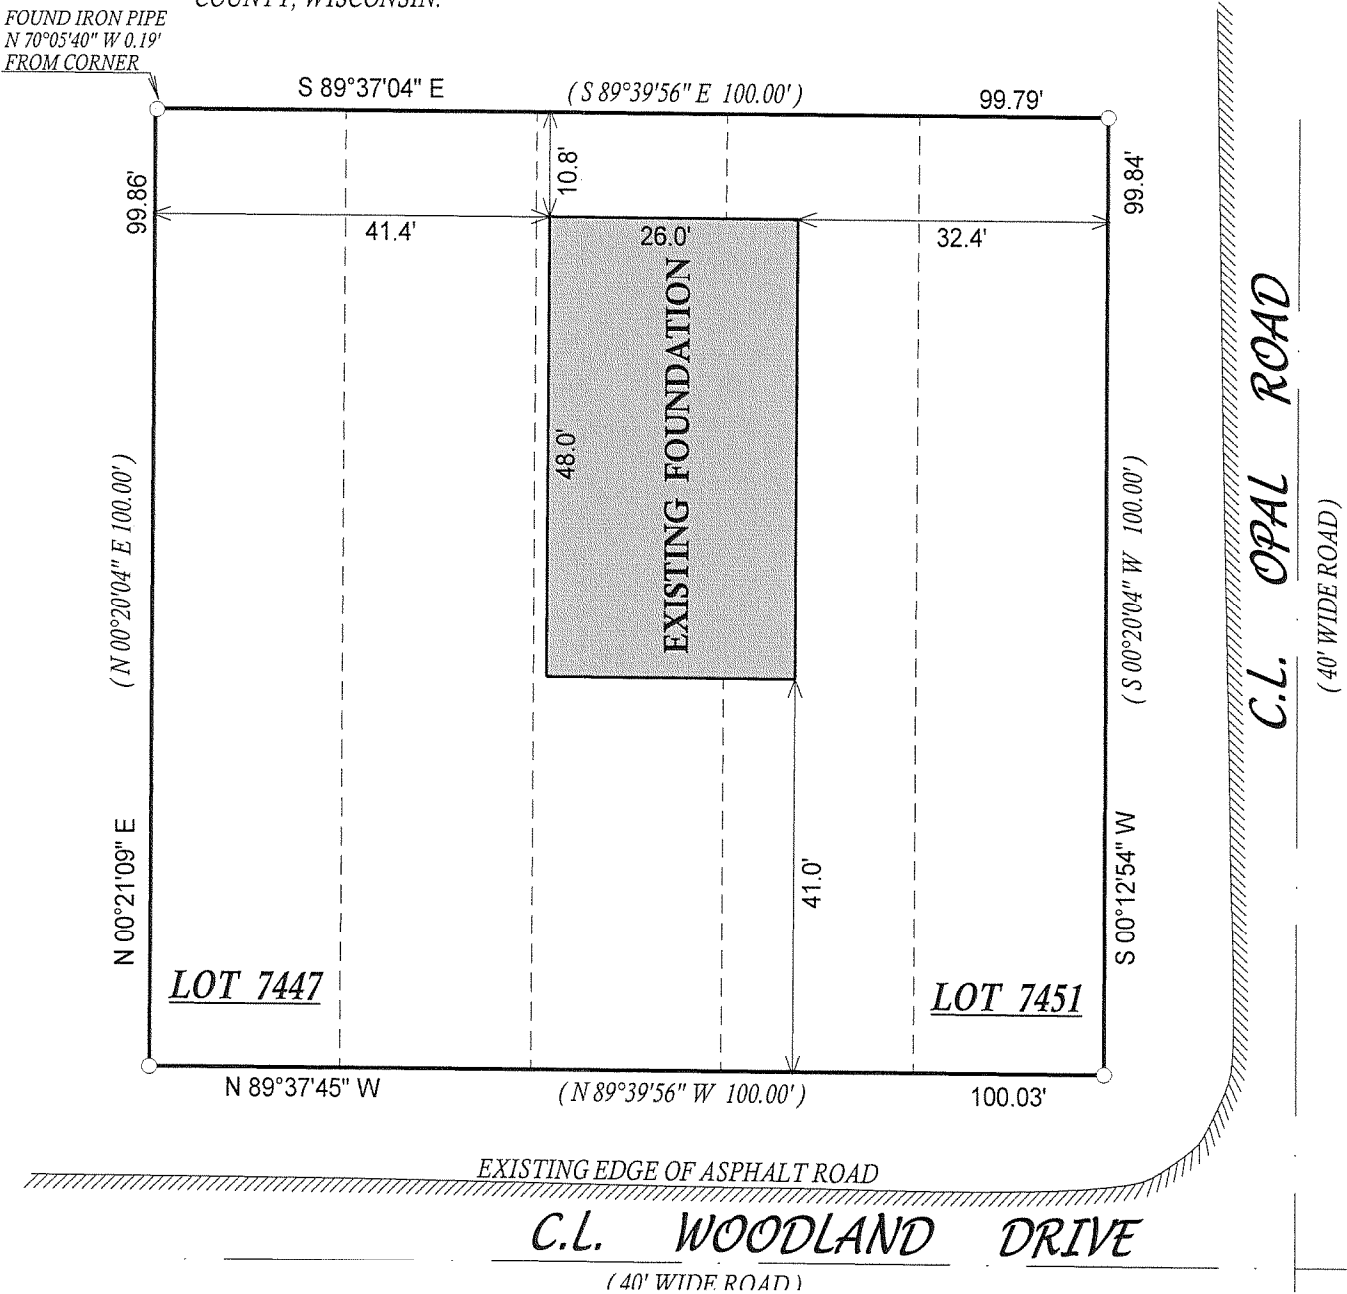 COUNTY, WISCONSIN.
FOUND IRON PIPE
N 70°05'40" W 0.19'
FROM CORNER
S 89°37'04" E
( S 89°39'56" E 100.00' )
99.79'
99.86'
10.8'
99.84'
41.4'
26.0'
32.4'
EXISTING FOUNDATION
48.0'
( N 00°20'04" E 100.00' )
( S 00°20'04" W 100.00' )
C.L. OPAL ROAD
( 40' WIDE ROAD )
N 00°21'09" E
41.0'
S 00°12'54" W
LOT 7447
LOT 7451
N 89°37'45" W
( N 89°39'56" W 100.00' )
100.03'
EXISTING EDGE OF ASPHALT ROAD
C.L. WOODLAND DRIVE
( 40' WIDE ROAD )